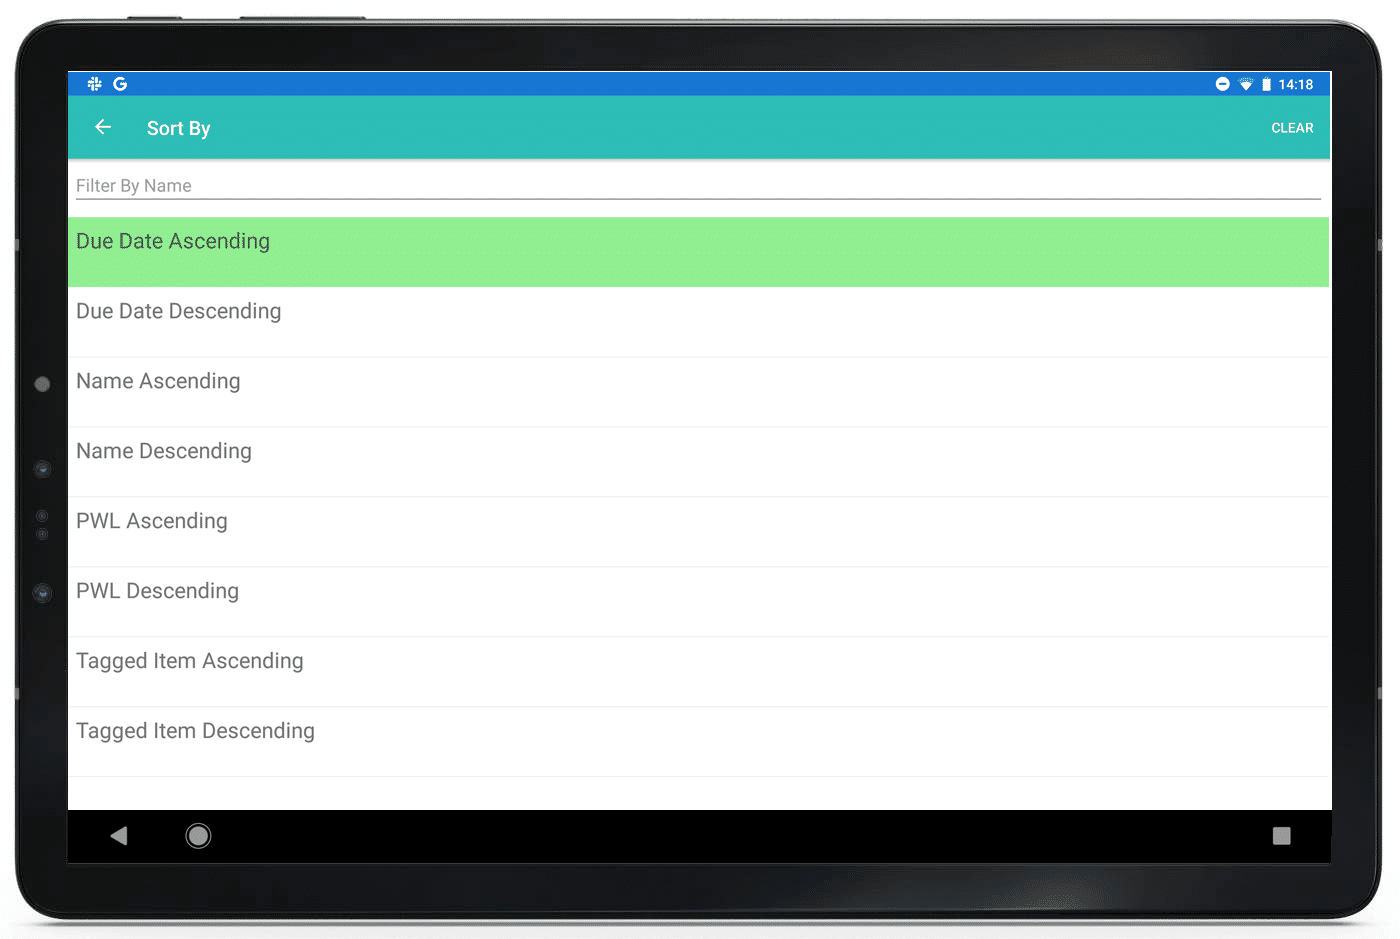 14:18
Sort By
CLEAR
Filter By Name
Due Date Ascending
Due Date Descending
Name Ascending
Name Descending
PWL Ascending
PWL Descending
Tagged Item Ascending
Tagged Item Descending